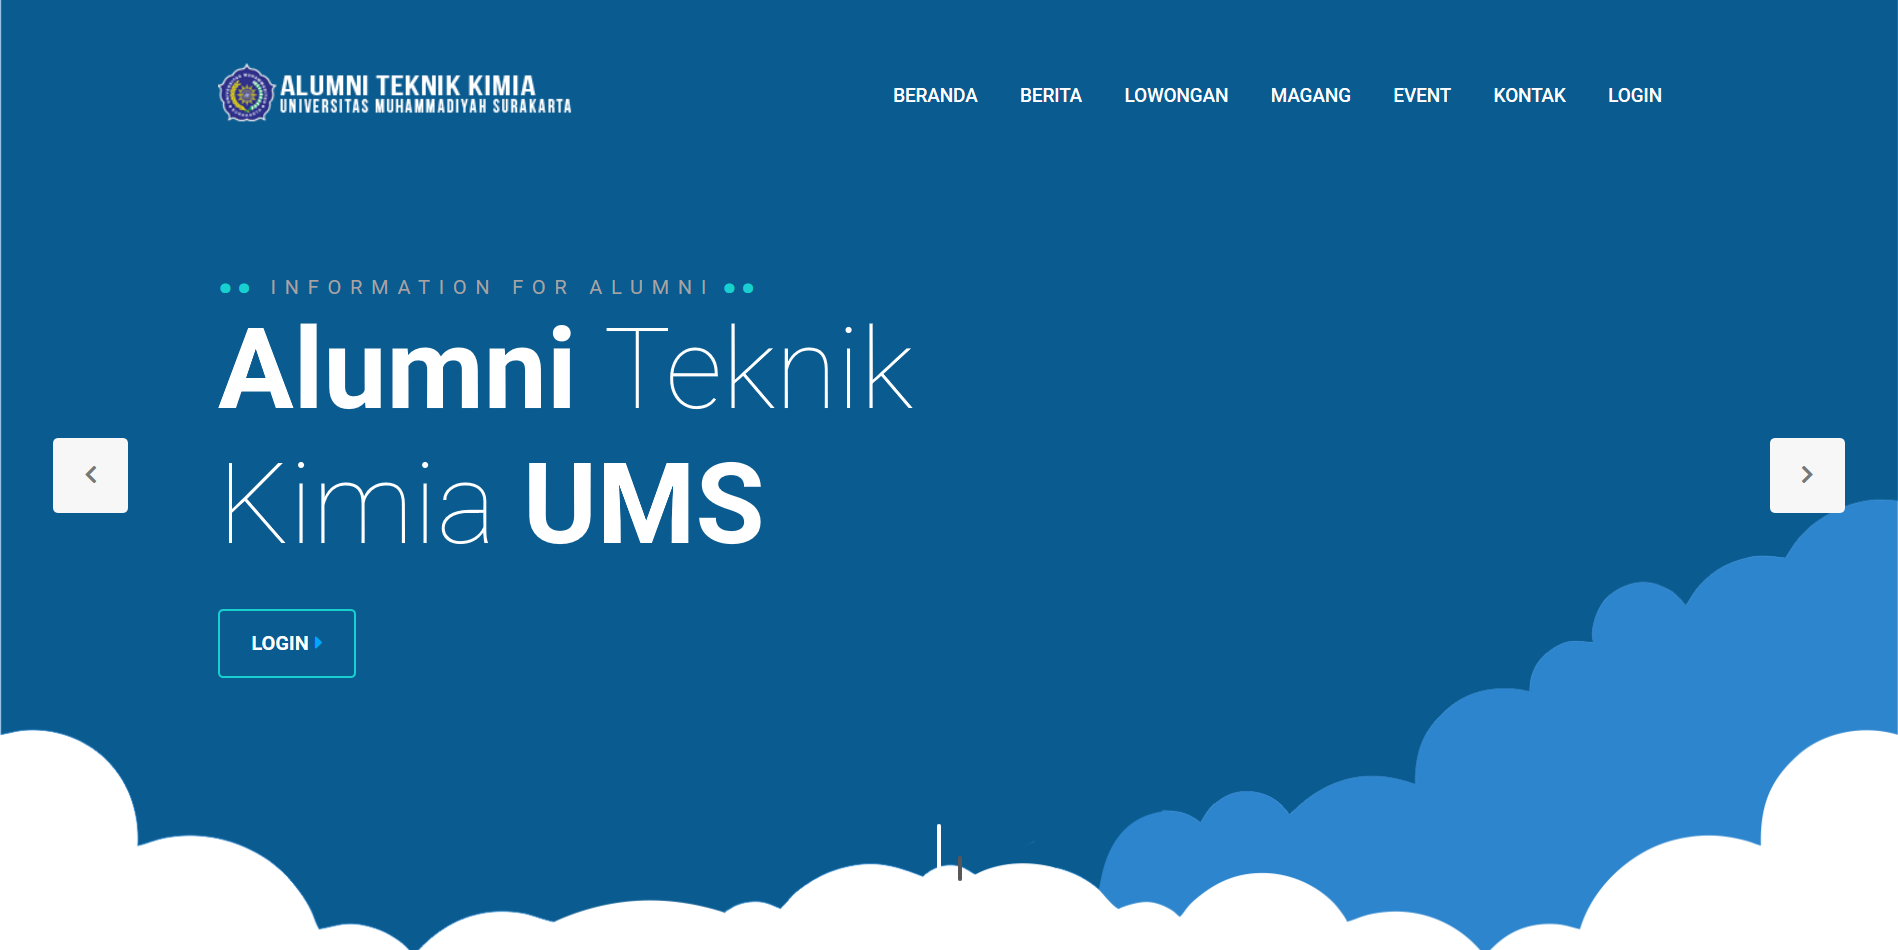 ALUMNI TEKNIK KIMIA
UNIVERSITAS MUHAMMADIYAH SURAKARTA
BERANDA BERITA LOWONGAN MAGANG EVENT KONTAK LOGIN
INFORMATION FOR ALUMNI
Alumni Teknik
Kimia UMS
LOGIN